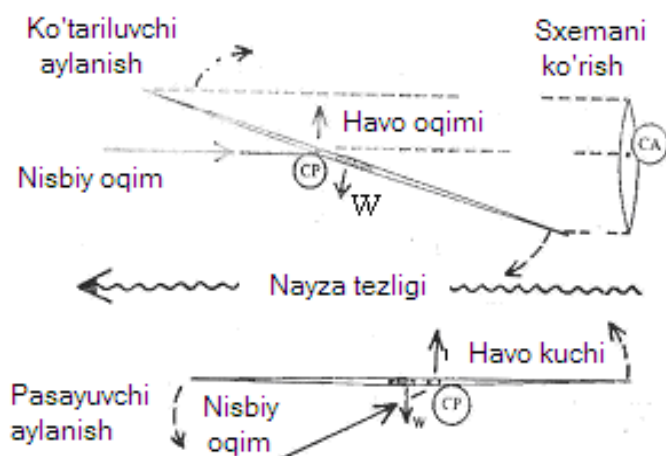 Ko'tariluvchi
aylanish
Sxemani
ko'rish
Havo oqimi
CA
Nisbiy oqim
CP
W
Nayza tezligi
Havo kuchi
Pasayuvchi
aylanish
Nisbiy
oqim
W
CP